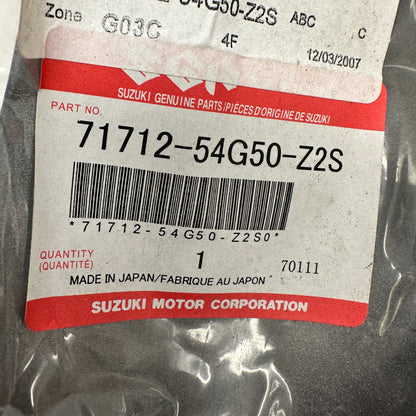 54G50-Z2S ABC C
Zone G03C 4F 12/03/2007
SUZUKI GENUINE PARTS/PIÈCES D'ORIGINE DE SUZUKI
PART NO.
71712-54G50-Z2S
*71712-54G50-Z2S0*
QUANTITY 1 70111
(QUANTITÉ)
MADE IN JAPAN/FABRIQUE AU JAPON
SUZUKI MOTOR CORPORATION